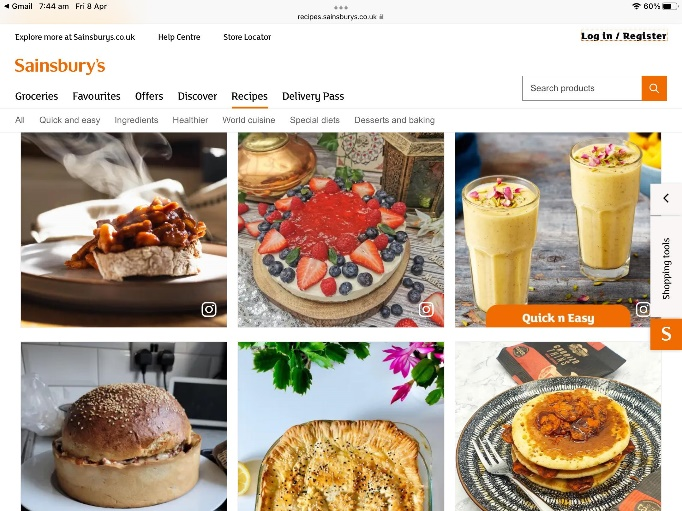 Gmail 7:44 am Fri 8 Apr 60%
recipes.sainsburys.co.uk
Explore more at Sainsburys.co.uk Help Centre Store Locator Log in / Register
Sainsbury's
Groceries Favourites Offers Discover Recipes Delivery Pass
Search products
All Quick and easy Ingredients Healthier World cuisine Special diets Desserts and baking
Shopping tools
Quick n Easy
S